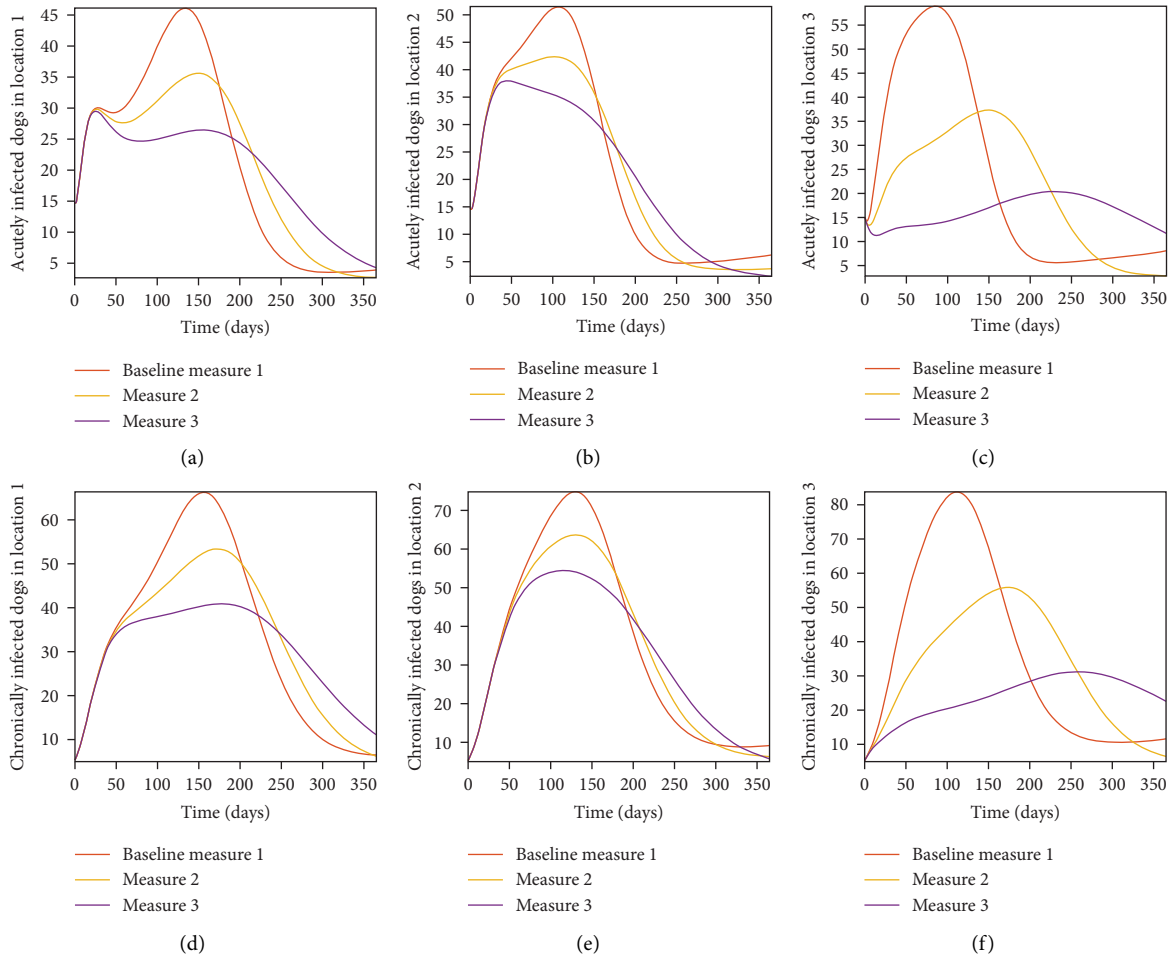 Acutely infected dogs in location 1
45
40
35
30
25
20
15
10
5
0 50 100 150 200 250 300 350
Time (days)
Baseline measure 1
Measure 2
Measure 3
(a)
Acutely infected dogs in location 2
50
45
40
35
30
25
20
15
10
5
0 50 100 150 200 250 300 350
Time (days)
Baseline measure 1
Measure 2
Measure 3
(b)
Acutely infected dogs in location 3
55
50
45
40
35
30
25
20
15
10
5
0 50 100 150 200 250 300 350
Time (days)
Baseline measure 1
Measure 2
Measure 3
(c)
Chronically infected dogs in location 1
60
50
40
30
20
10
0 50 100 150 200 250 300 350
Time (days)
Baseline measure 1
Measure 2
Measure 3
(d)
Chronically infected dogs in location 2
70
60
50
40
30
20
10
0 50 100 150 200 250 300 350
Time (days)
Baseline measure 1
Measure 2
Measure 3
(e)
Chronically infected dogs in location 3
80
70
60
50
40
30
20
10
0 50 100 150 200 250 300 350
Time (days)
Baseline measure 1
Measure 2
Measure 3
(f)